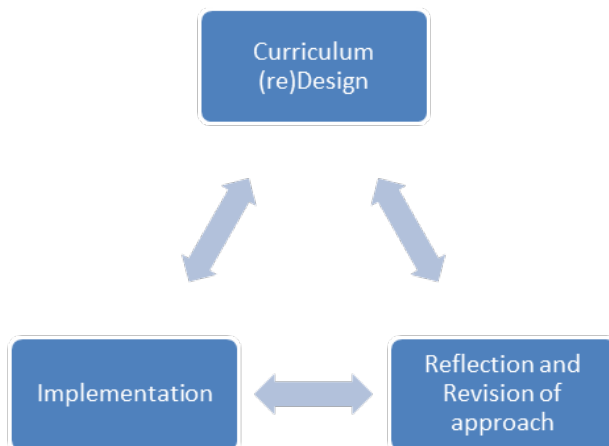 Curriculum
(re)Design
Implementation
Reflection and
Revision of
approach